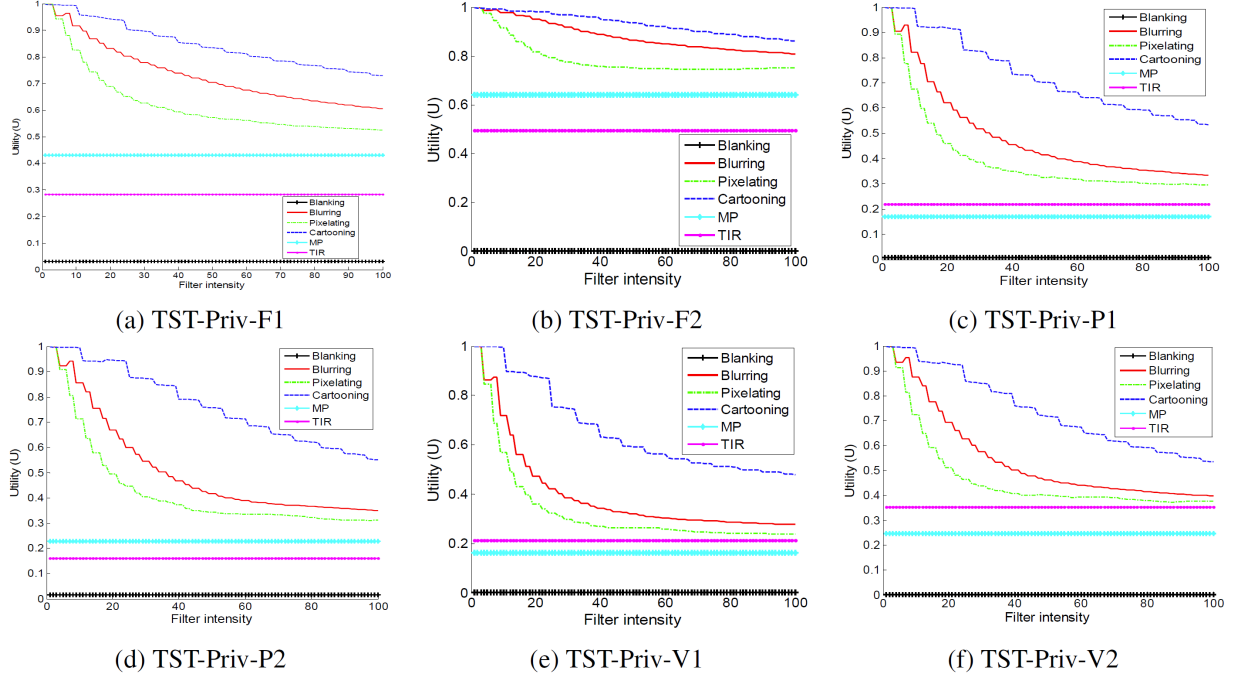 Utility (U)
1
0.9
0.8
0.7
0.6
0.5
0.4
0.3
0.2
0.1
0
Blanking
Blurring
Pixelating
Cartooning
MP
TIR
0 10 20 30 40 50 60 70 80 90 100
Filter intensity
(a) TST-Priv-F1
Utility (U)
1
0.8
0.6
0.4
0.2
0
Blanking
Blurring
Pixelating
Cartooning
MP
TIR
0 20 40 60 80 100
Filter intensity
(b) TST-Priv-F2
Utility (U)
1
0.9
0.8
0.7
0.6
0.5
0.4
0.3
0.2
0.1
0
Blanking
Blurring
Pixelating
Cartooning
MP
TIR
0 20 40 60 80 100
Filter intensity
(c) TST-Priv-P1
Utility (U)
1
0.9
0.8
0.7
0.6
0.5
0.4
0.3
0.2
0.1
0
Blanking
Blurring
Pixelating
Cartooning
MP
TIR
0 20 40 60 80 100
Filter intensity
(d) TST-Priv-P2
Utility (U)
1
0.8
0.6
0.4
0.2
0
Blanking
Blurring
Pixelating
Cartooning
MP
TIR
0 20 40 60 80 100
Filter intensity
(e) TST-Priv-V1
Utility (U)
1
0.9
0.8
0.7
0.6
0.5
0.4
0.3
0.2
0.1
0
Blanking
Blurring
Pixelating
Cartooning
MP
TIR
0 20 40 60 80 100
Filter intensity
(f) TST-Priv-V2